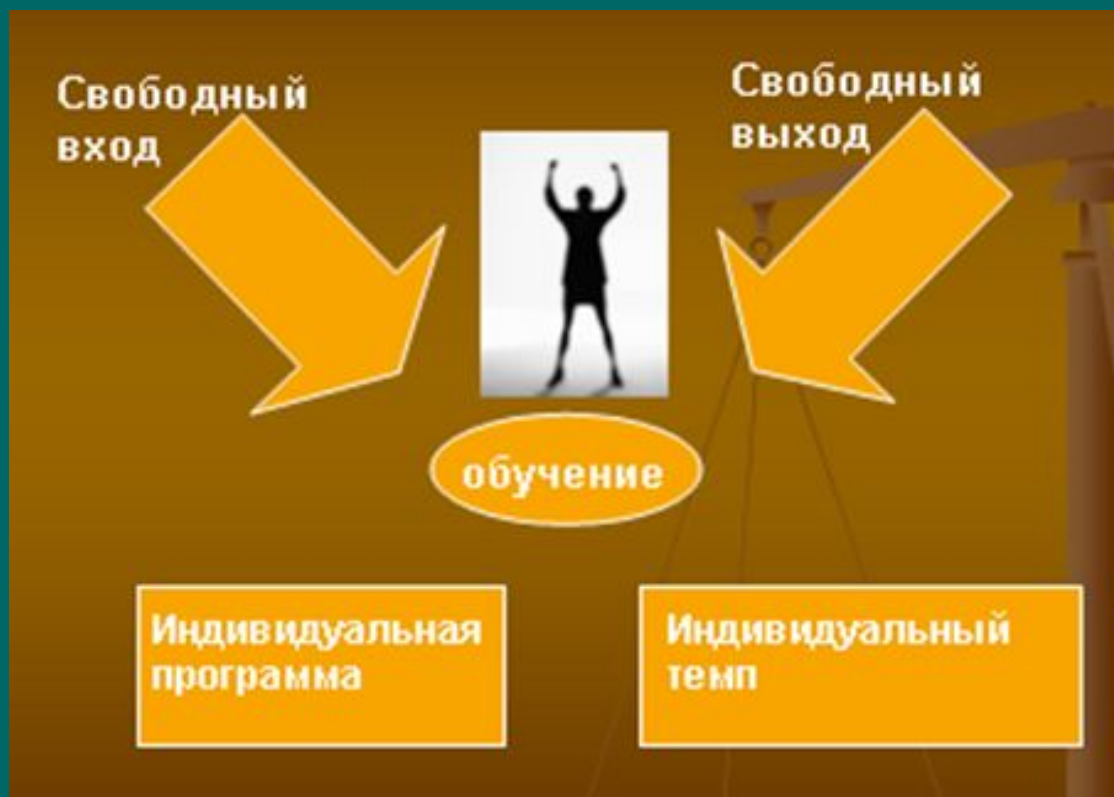 Свободный
вход
Свободный
выход
обучение
Индивидуальная
программа
Индивидуальный
темп